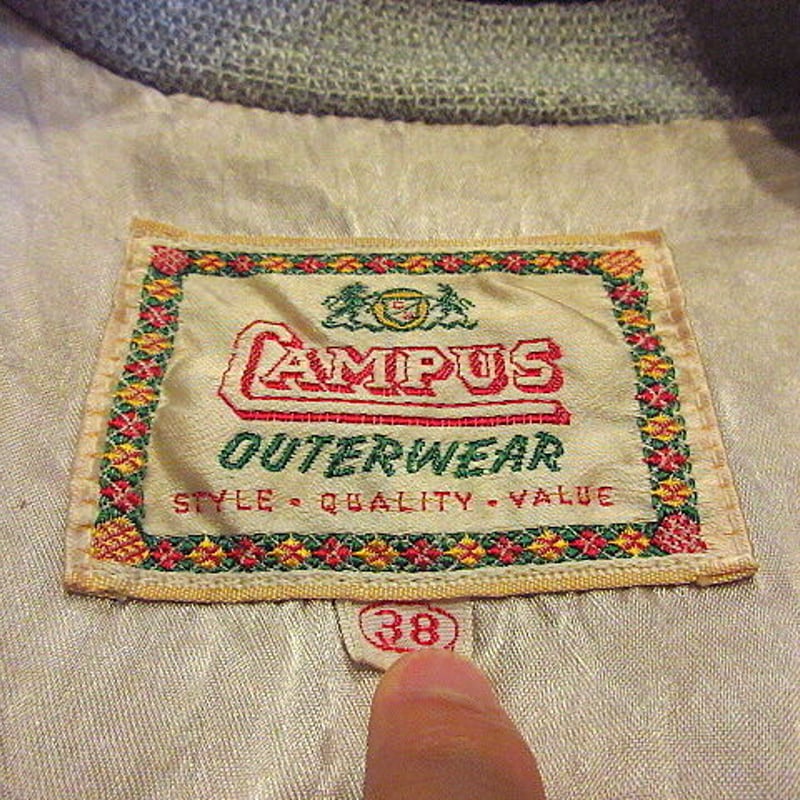 CAMPUS
OUTERWEAR
STYLE • QUALITY • VALUE
38